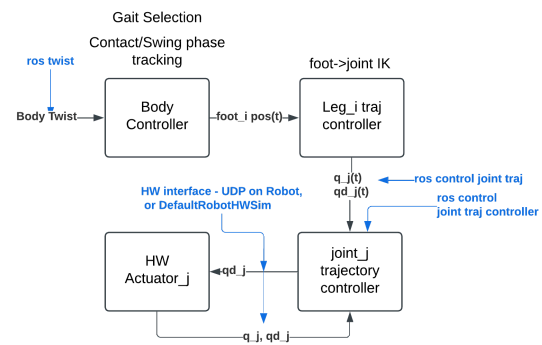 Gait Selection
Contact/Swing phase
tracking
foot->joint IK
ros twist
Body Twist
Body
Controller
foot_i pos(t)
Leg_i traj
controller
q_j(t)
qd_j(t)
ros control joint traj
ros control
joint traj controller
HW interface - UDP on Robot,
or DefaultRobotHWSim
HW
Actuator_j
qd_j
joint_j
trajectory
controller
q_j, qd_j